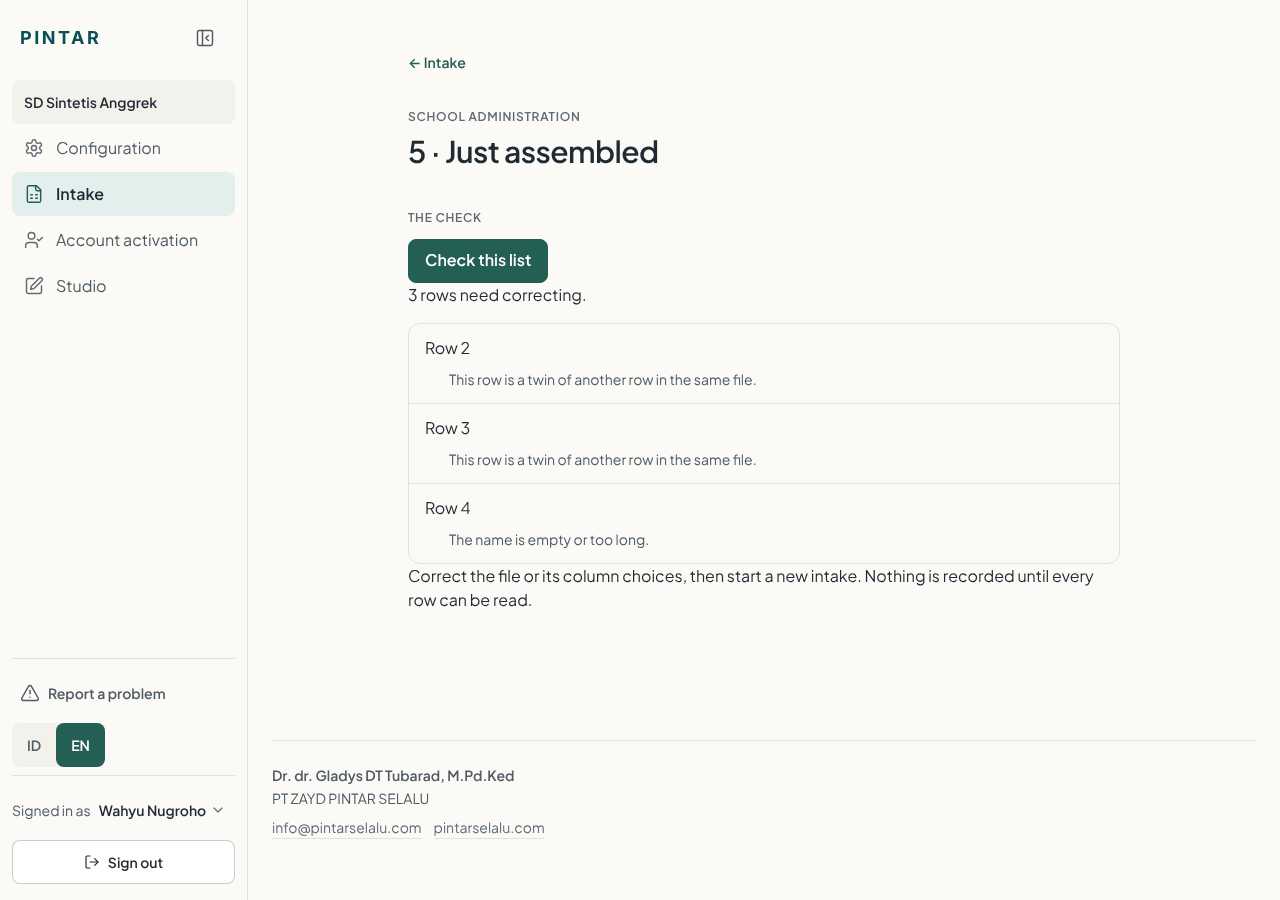 PINTAR
SD Sintetis Anggrek
Configuration
Intake
Account activation
Studio
Report a problem
ID
EN
Signed in as Wahyu Nugroho
Sign out
← Intake
SCHOOL ADMINISTRATION
5 · Just assembled
THE CHECK
Check this list
3 rows need correcting.
Row 2
This row is a twin of another row in the same file.
Row 3
This row is a twin of another row in the same file.
Row 4
The name is empty or too long.
Correct the file or its column choices, then start a new intake. Nothing is recorded until every
row can be read.
Dr. dr. Gladys DT Tubarad, M.Pd.Ked
PT ZAYD PINTAR SELALU
info@pintarselalu.com pintarselalu.com